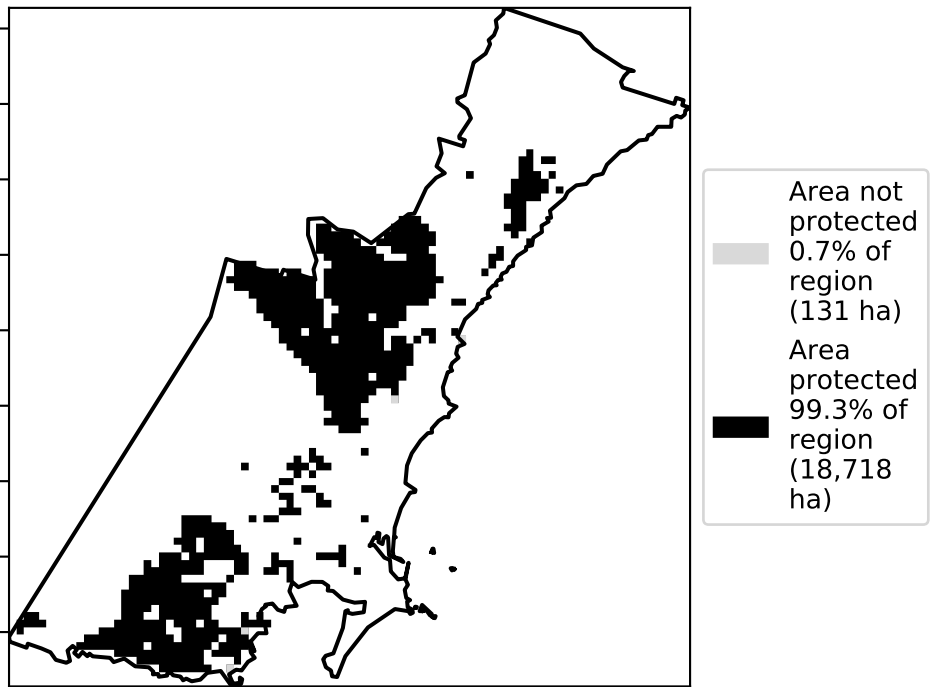 Area not
protected
0.7% of
region
(131 ha)
Area
protected
99.3% of
region
(18,718
ha)